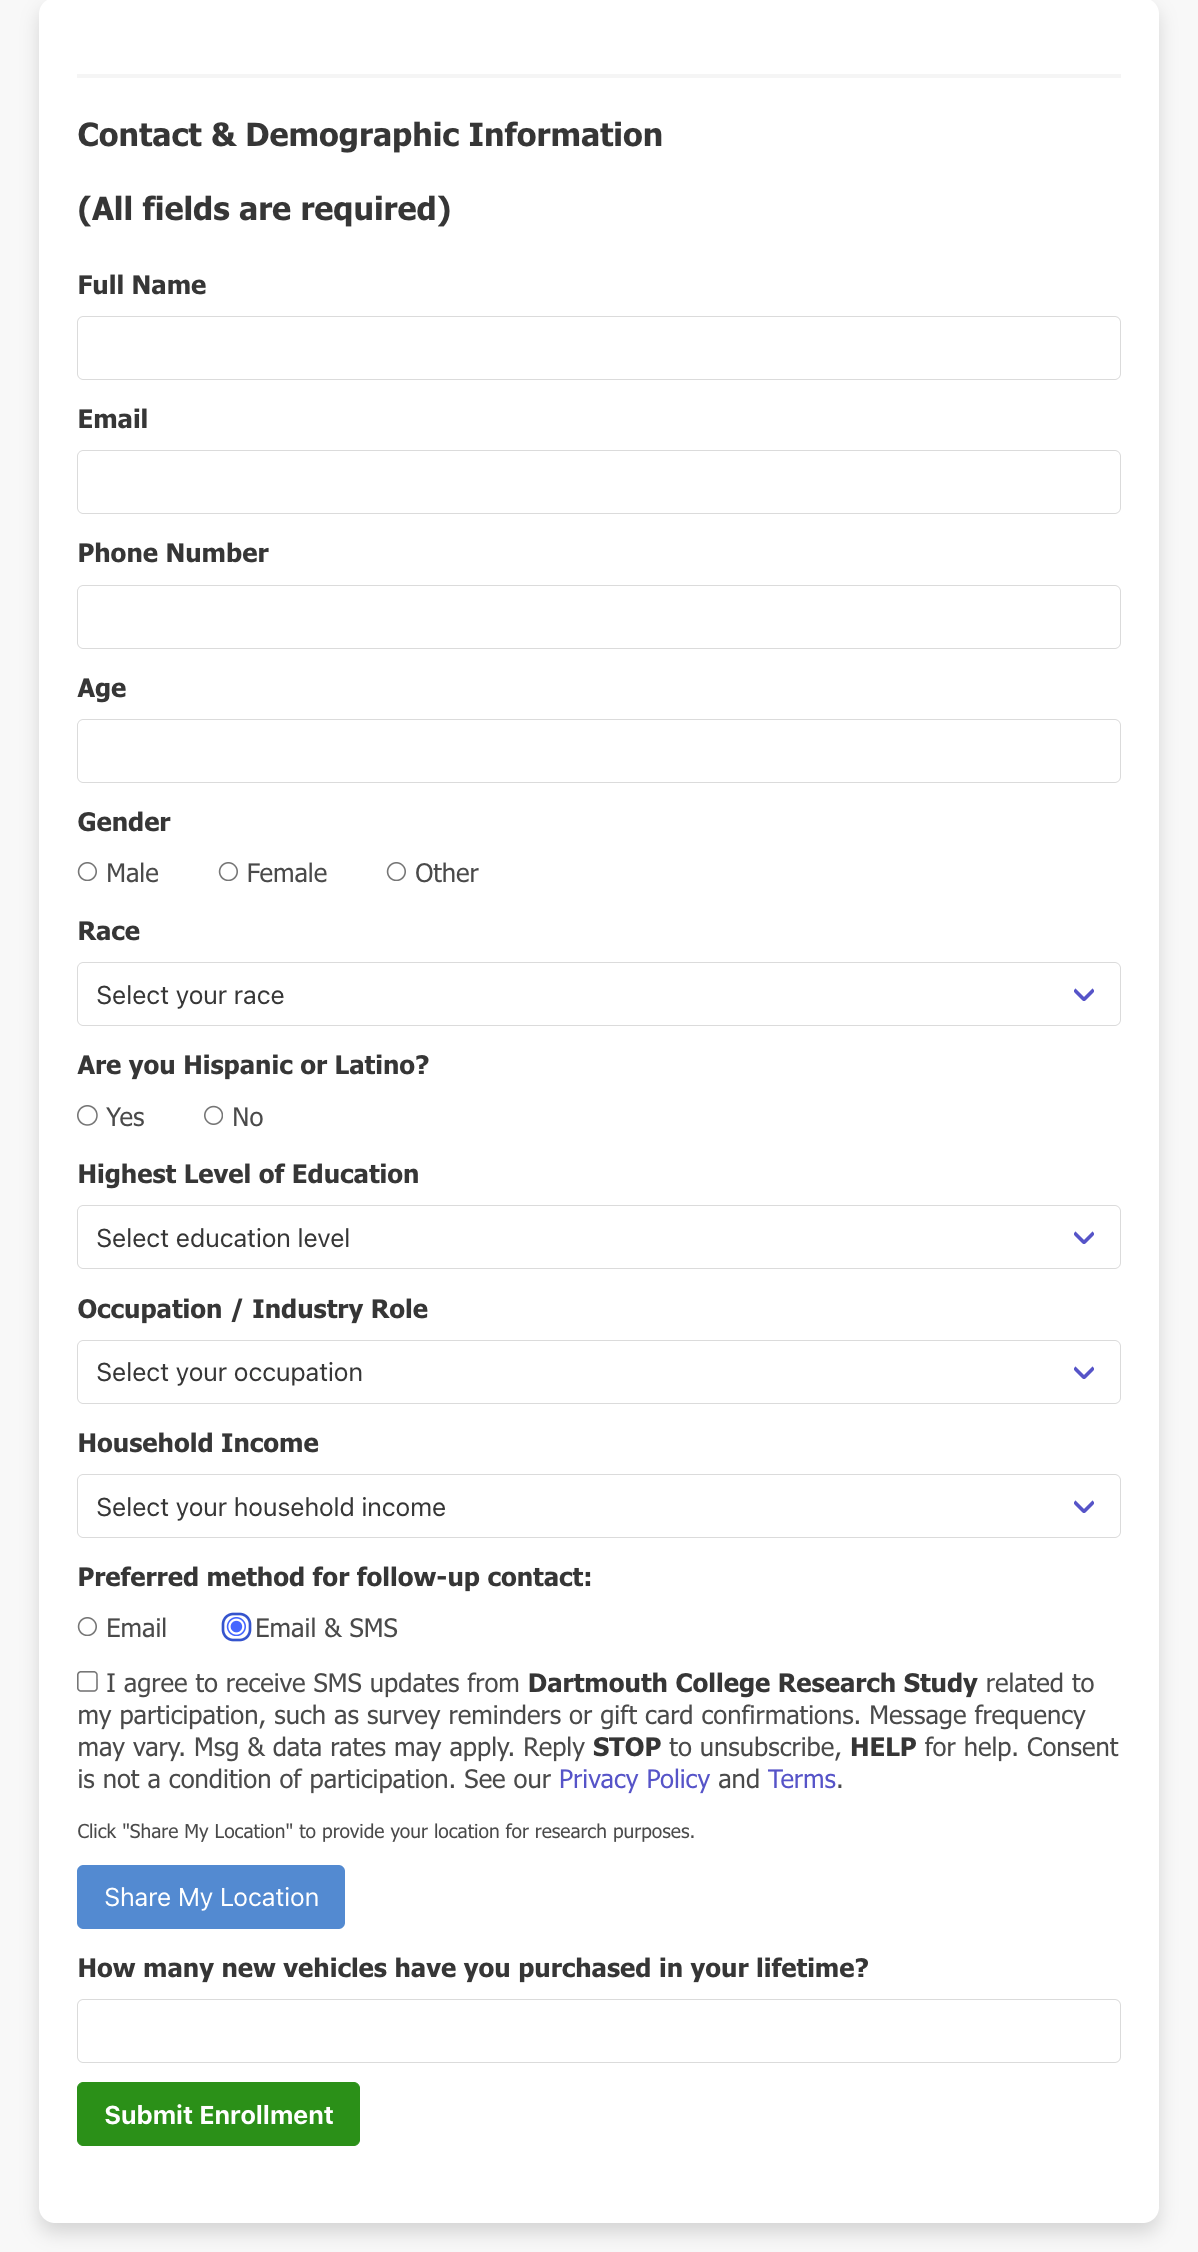 Contact & Demographic Information
(All fields are required)
Full Name
Email
Phone Number
Age
Gender
Male Female Other
Race
Select your race
Are you Hispanic or Latino?
Yes No
Highest Level of Education
Select education level
Occupation / Industry Role
Select your occupation
Household Income
Select your household income
Preferred method for follow-up contact:
Email Email & SMS
I agree to receive SMS updates from Dartmouth College Research Study related to
my participation, such as survey reminders or gift card confirmations. Message frequency
may vary. Msg & data rates may apply. Reply STOP to unsubscribe, HELP for help. Consent
is not a condition of participation. See our Privacy Policy and Terms.
Click "Share My Location" to provide your location for research purposes.
Share My Location
How many new vehicles have you purchased in your lifetime?
Submit Enrollment